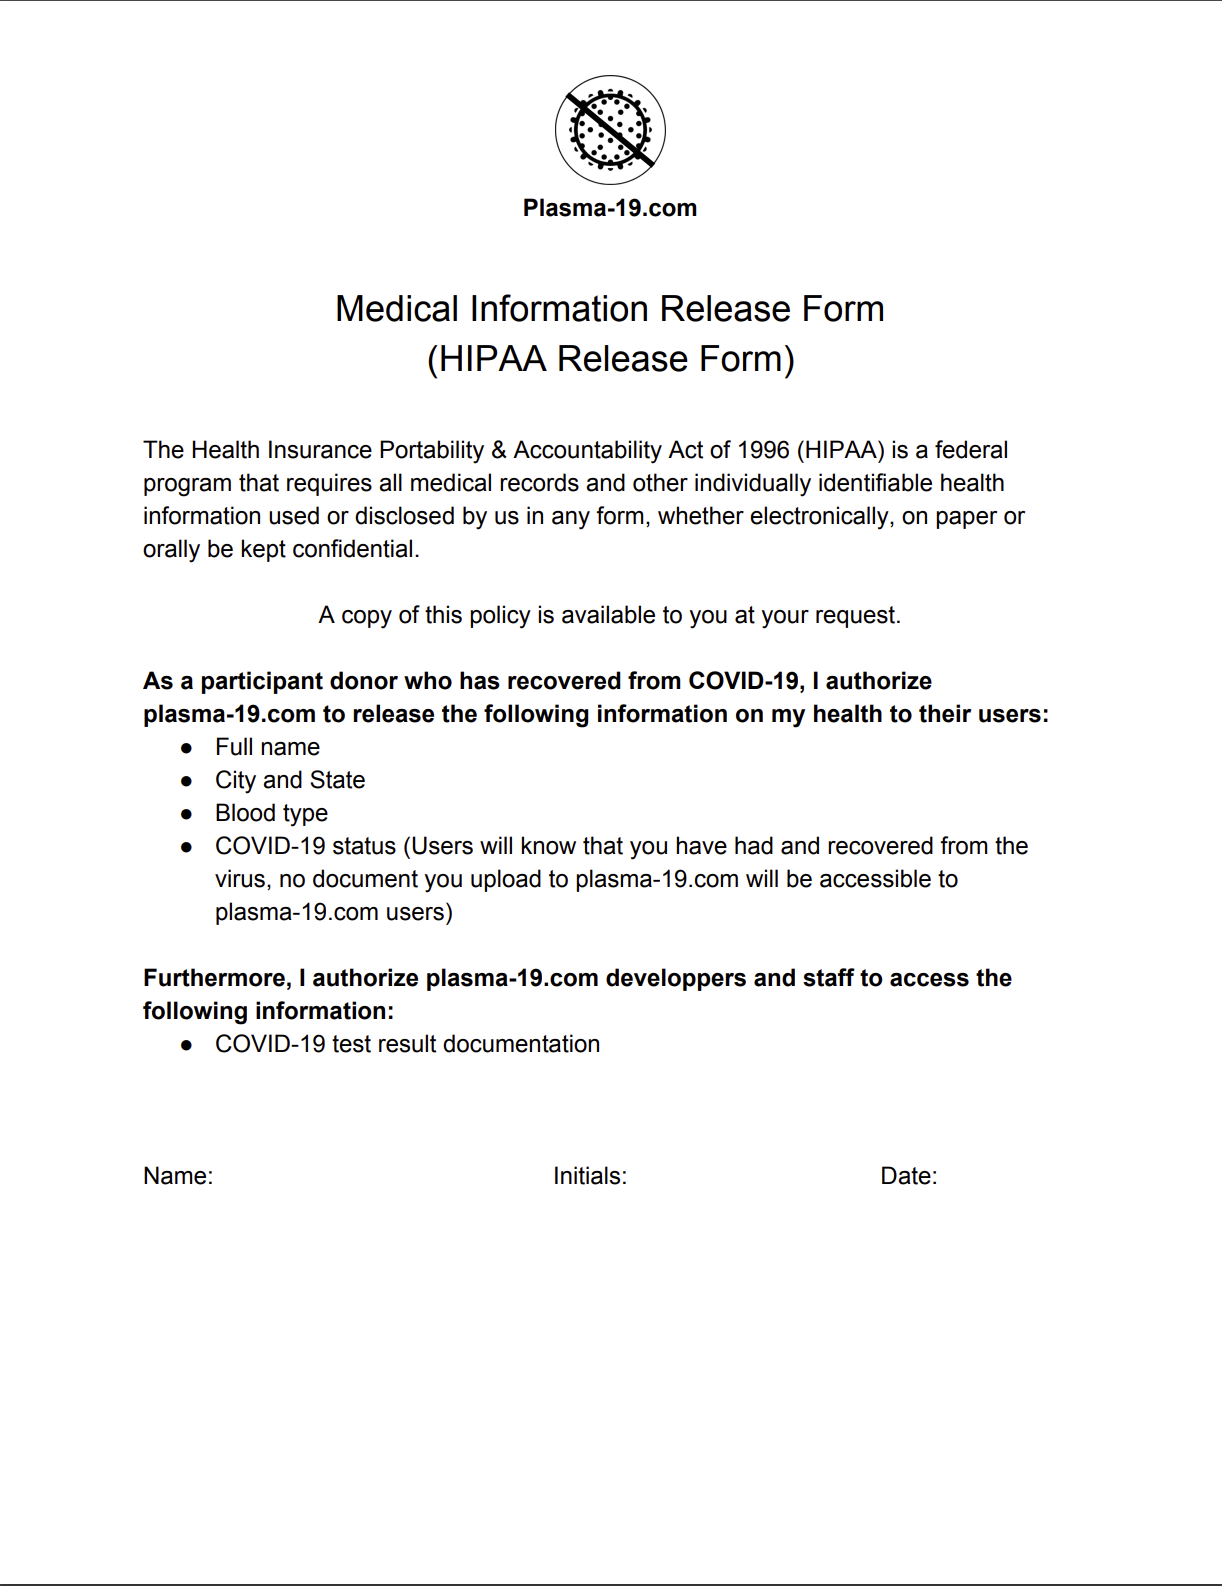 Plasma-19.com
Medical Information Release Form
(HIPAA Release Form)
The Health Insurance Portability & Accountability Act of 1996 (HIPAA) is a federal
program that requires all medical records and other individually identifiable health
information used or disclosed by us in any form, whether electronically, on paper or
orally be kept confidential.
A copy of this policy is available to you at your request.
As a participant donor who has recovered from COVID-19, I authorize
plasma-19.com to release the following information on my health to their users:
● Full name
● City and State
● Blood type
● COVID-19 status (Users will know that you have had and recovered from the
virus, no document you upload to plasma-19.com will be accessible to
plasma-19.com users)
Furthermore, I authorize plasma-19.com developpers and staff to access the
following information:
● COVID-19 test result documentation
Name: Initials: Date: